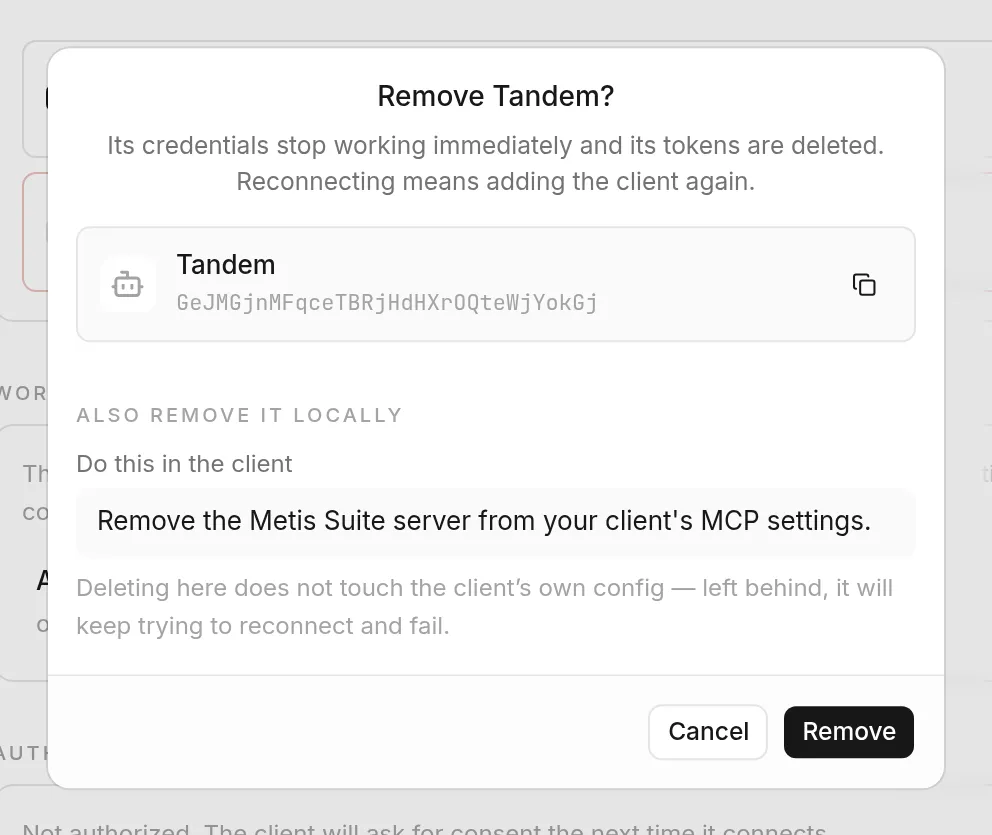 Remove Tandem?
Its credentials stop working immediately and its tokens are deleted.
Reconnecting means adding the client again.
Tandem
GeJMGjnMFqceTBRjHdHXrOQteWjYokGj
WOR
ALSO REMOVE IT LOCALLY
Do this in the client
Th
co
Remove the Metis Suite server from your client's MCP settings.
A
Deleting here does not touch the client’s own config — left behind, it will
keep trying to reconnect and fail.
Cancel
Remove
AUTH
Not authorized. The client will ask for consent the next time it connects.